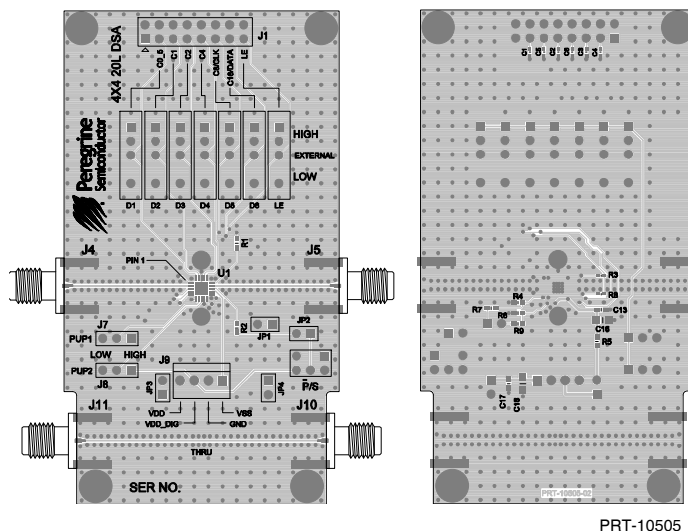 4X4 20L DSA
J1
C0_5
C1
C2
C4
C8/CLK
C16/DATA
LE
Peregrine
Semiconductor
HIGH
EXTERNAL
LOW
D1
D2
D3
D4
D5
D6
LE
R1
J4
J5
PIN 1
U1
J7
PUP1
LOW HIGH
PUP2
J8
R2
JP1
JP2
J9
JP3
JP4
P/S
J11
J10
VDD
VSS
VDD_DIG
GND
THRU
SER NO.
R3
R4
R8
R7
R6
C13
R9
C16
R5
C17
C18
PRT-10505-02
PRT-10505